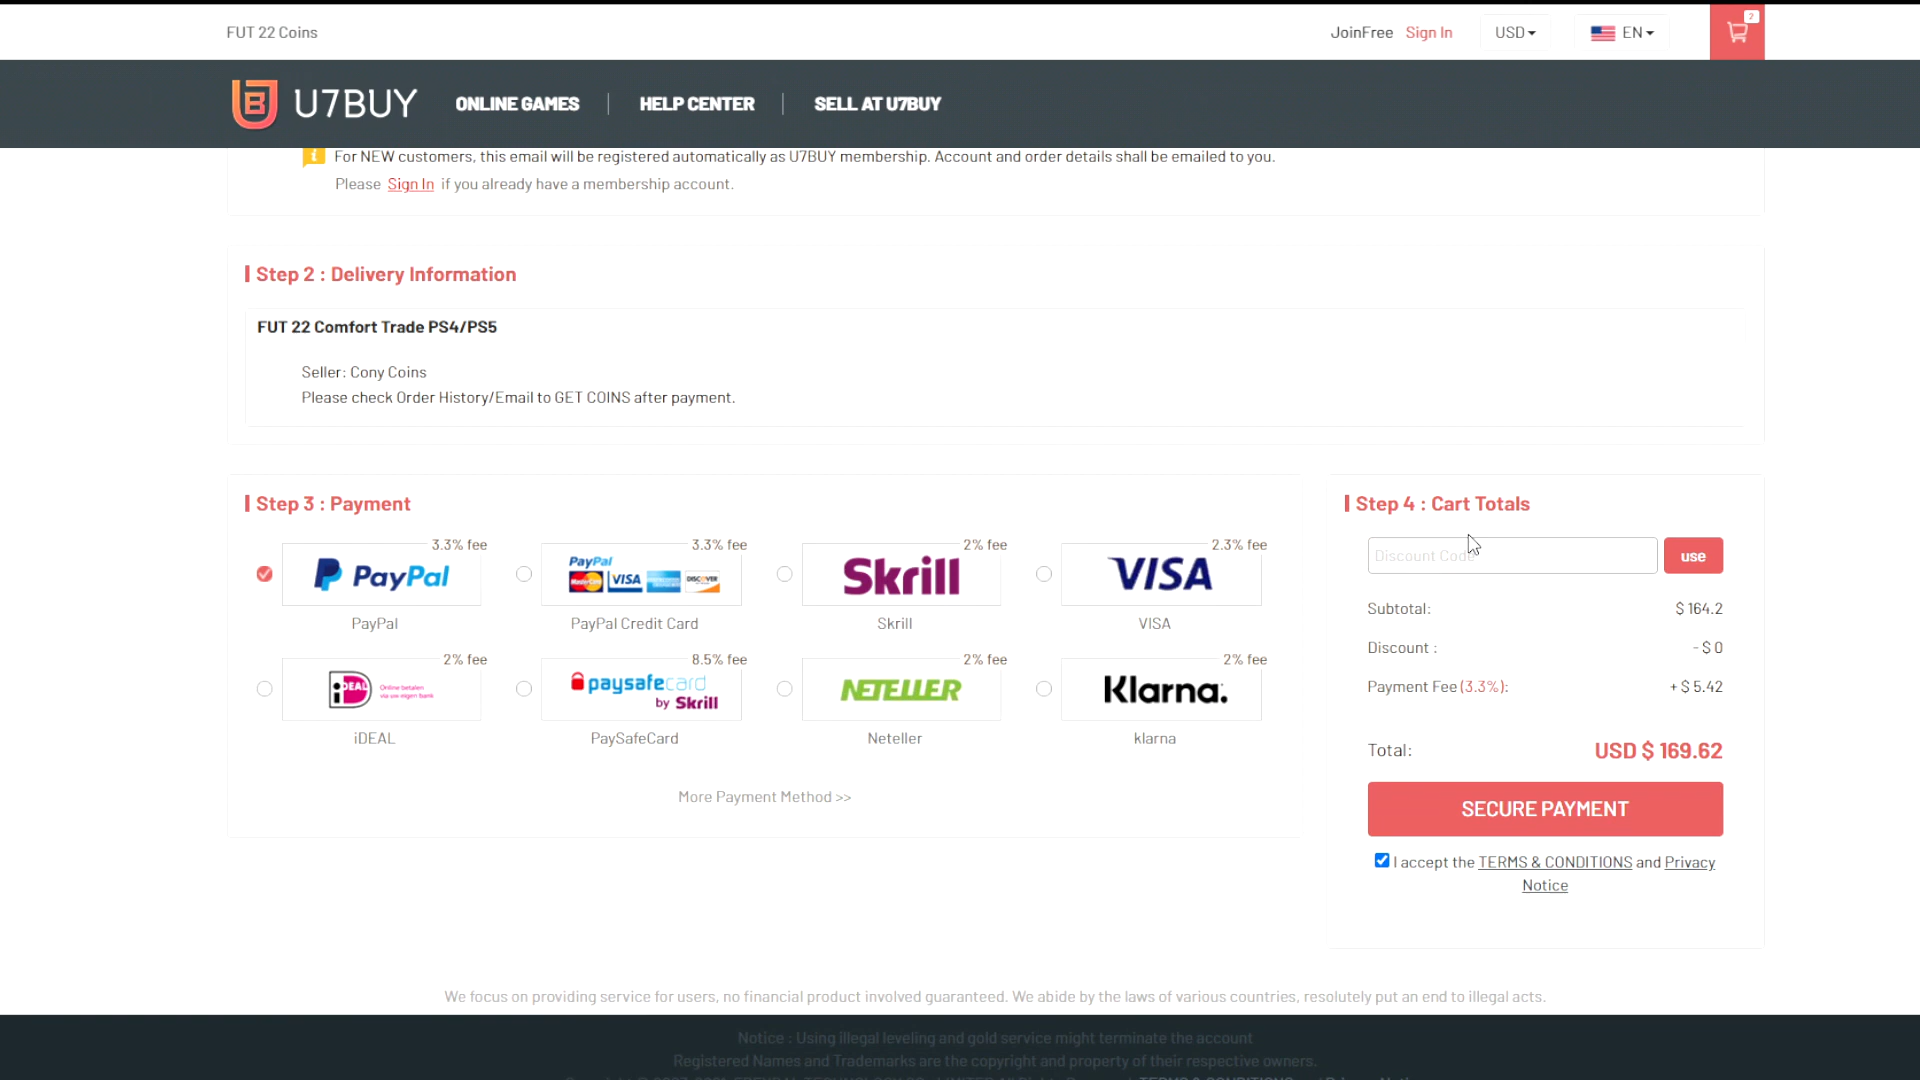 FUT 22 Coins
JoinFree Sign In USD EN 2
U7BUY ONLINE GAMES HELP CENTER SELL AT U7BUY
For NEW customers, this email will be registered automatically as U7BUY membership. Account and order details shall be emailed to you.
Please Sign In if you already have a membership account.
Step 2 : Delivery Information
FUT 22 Comfort Trade PS4/PS5
Seller: Cony Coins
Please check Order History/Email to GET COINS after payment.
Step 3 : Payment
3.3% fee 3.3% fee 2% fee 2.3% fee
PayPal PayPal MasterCard VISA DISCOVER Skrill VISA
PayPal PayPal Credit Card Skrill VISA
2% fee 8.5% fee 2% fee 2% fee
iDEAL Online betalen via uw eigen bank paysafecard by Skrill NETELLER Klarna.
iDEAL PaySafeCard Neteller klarna
More Payment Method >>
Step 4 : Cart Totals
Discount Code use
Subtotal: $ 164.2
Discount : - $ 0
Payment Fee (3.3%): + $ 5.42
Total: USD $ 169.62
SECURE PAYMENT
I accept the TERMS & CONDITIONS and Privacy
Notice
We focus on providing service for users, no financial product involved guaranteed. We abide by the laws of various countries, resolutely put an end to illegal acts.
Notice : Using illegal leveling and gold service might terminate the account
Registered Names and Trademarks are the copyright and property of their respective owners.